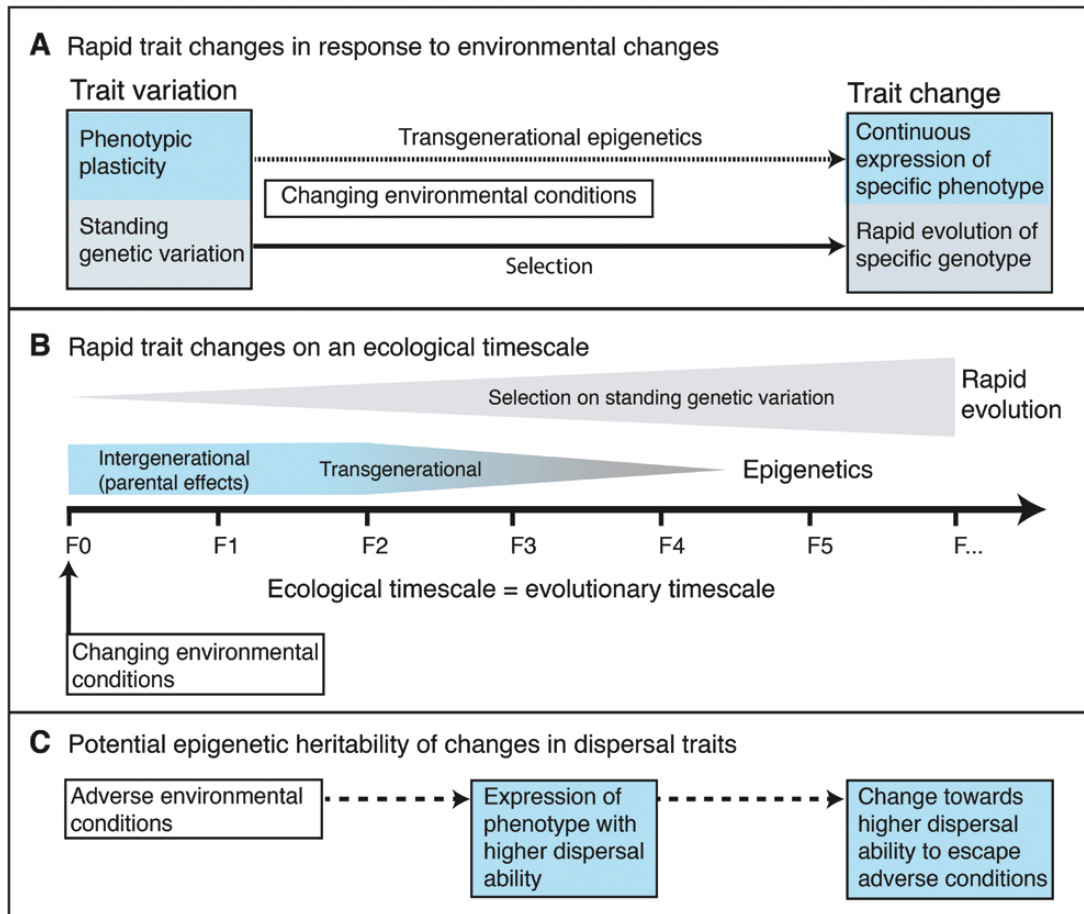 A Rapid trait changes in response to environmental changes
Trait variation
Trait change
Phenotypic
plasticity
Transgenerational epigenetics
Continuous
expression of
specific phenotype
Changing environmental conditions
Standing
genetic variation
Selection
Rapid evolution of
specific genotype
B Rapid trait changes on an ecological timescale
Selection on standing genetic variation
Rapid
evolution
Intergenerational
(parental effects)
Transgenerational
Epigenetics
F0 F1 F2 F3 F4 F5 F...
Ecological timescale = evolutionary timescale
Changing environmental
conditions
C Potential epigenetic heritability of changes in dispersal traits
Adverse environmental
conditions
Expression of
phenotype with
higher dispersal
ability
Change towards
higher dispersal
ability to escape
adverse conditions